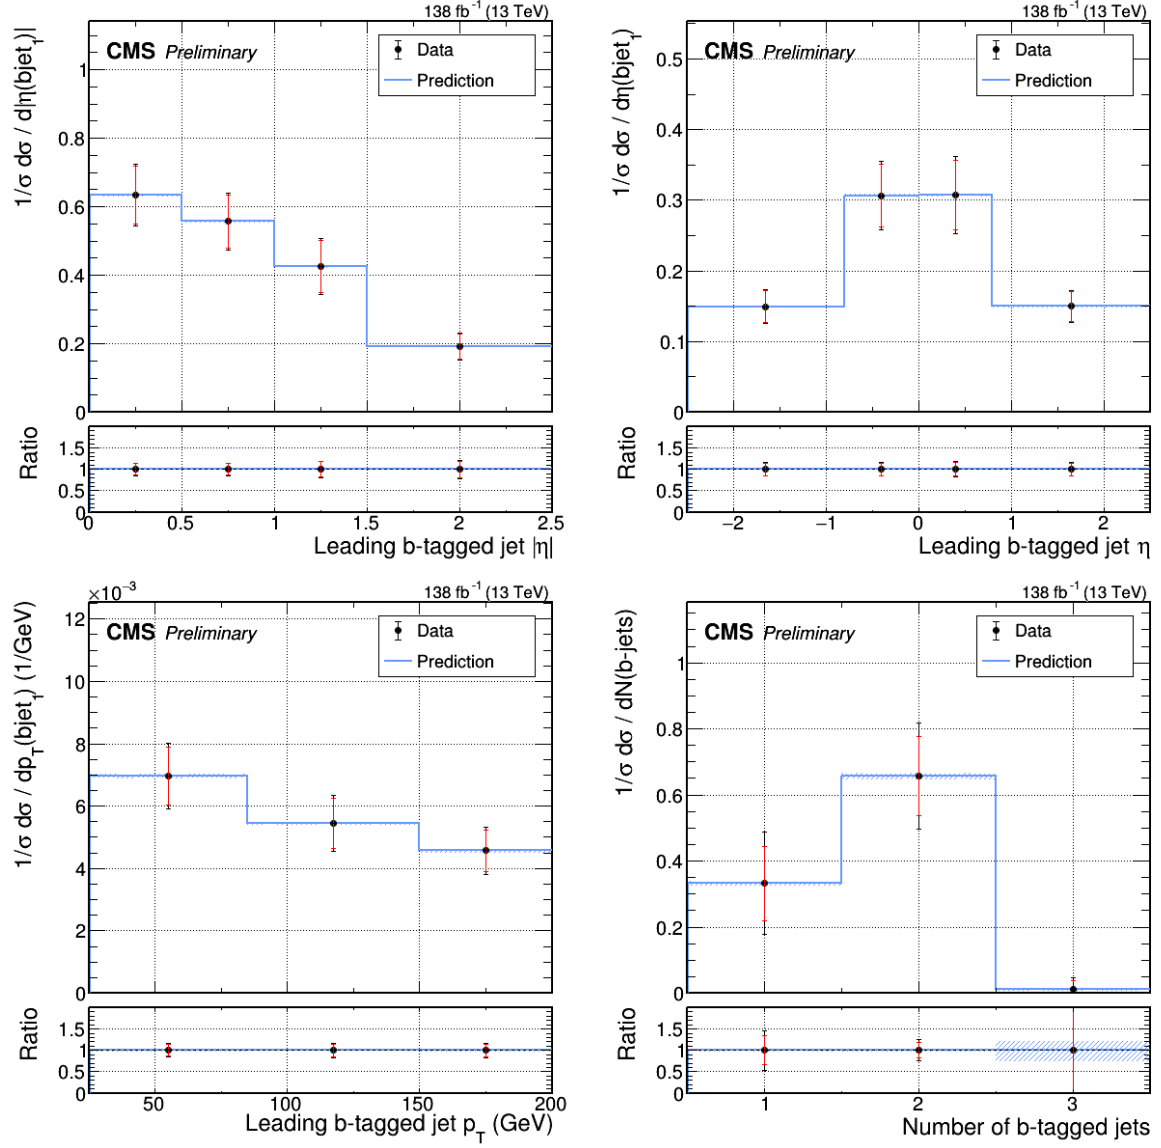 138 fb⁻¹ (13 TeV)
CMS Preliminary
Data
Prediction
1/σ dσ / d|η(bjet₁)|
1
0.8
0.6
0.4
0.2
0
Ratio
1.5
1
0.5
0
0 0.5 1 1.5 2 2.5
Leading b-tagged jet |η|
138 fb⁻¹ (13 TeV)
CMS Preliminary
Data
Prediction
1/σ dσ / dη(bjet₁)
0.5
0.4
0.3
0.2
0.1
0
Ratio
1.5
1
0.5
0
−2 −1 0 1 2
Leading b-tagged jet η
×10⁻³
138 fb⁻¹ (13 TeV)
CMS Preliminary
Data
Prediction
1/σ dσ / dp_T(bjet₁) (1/GeV)
12
10
8
6
4
2
0
Ratio
1.5
1
0.5
0
50 100 150 200
Leading b-tagged jet p_T (GeV)
138 fb⁻¹ (13 TeV)
CMS Preliminary
Data
Prediction
1/σ dσ / dN(b-jets)
1
0.8
0.6
0.4
0.2
0
Ratio
1.5
1
0.5
0
1 2 3
Number of b-tagged jets